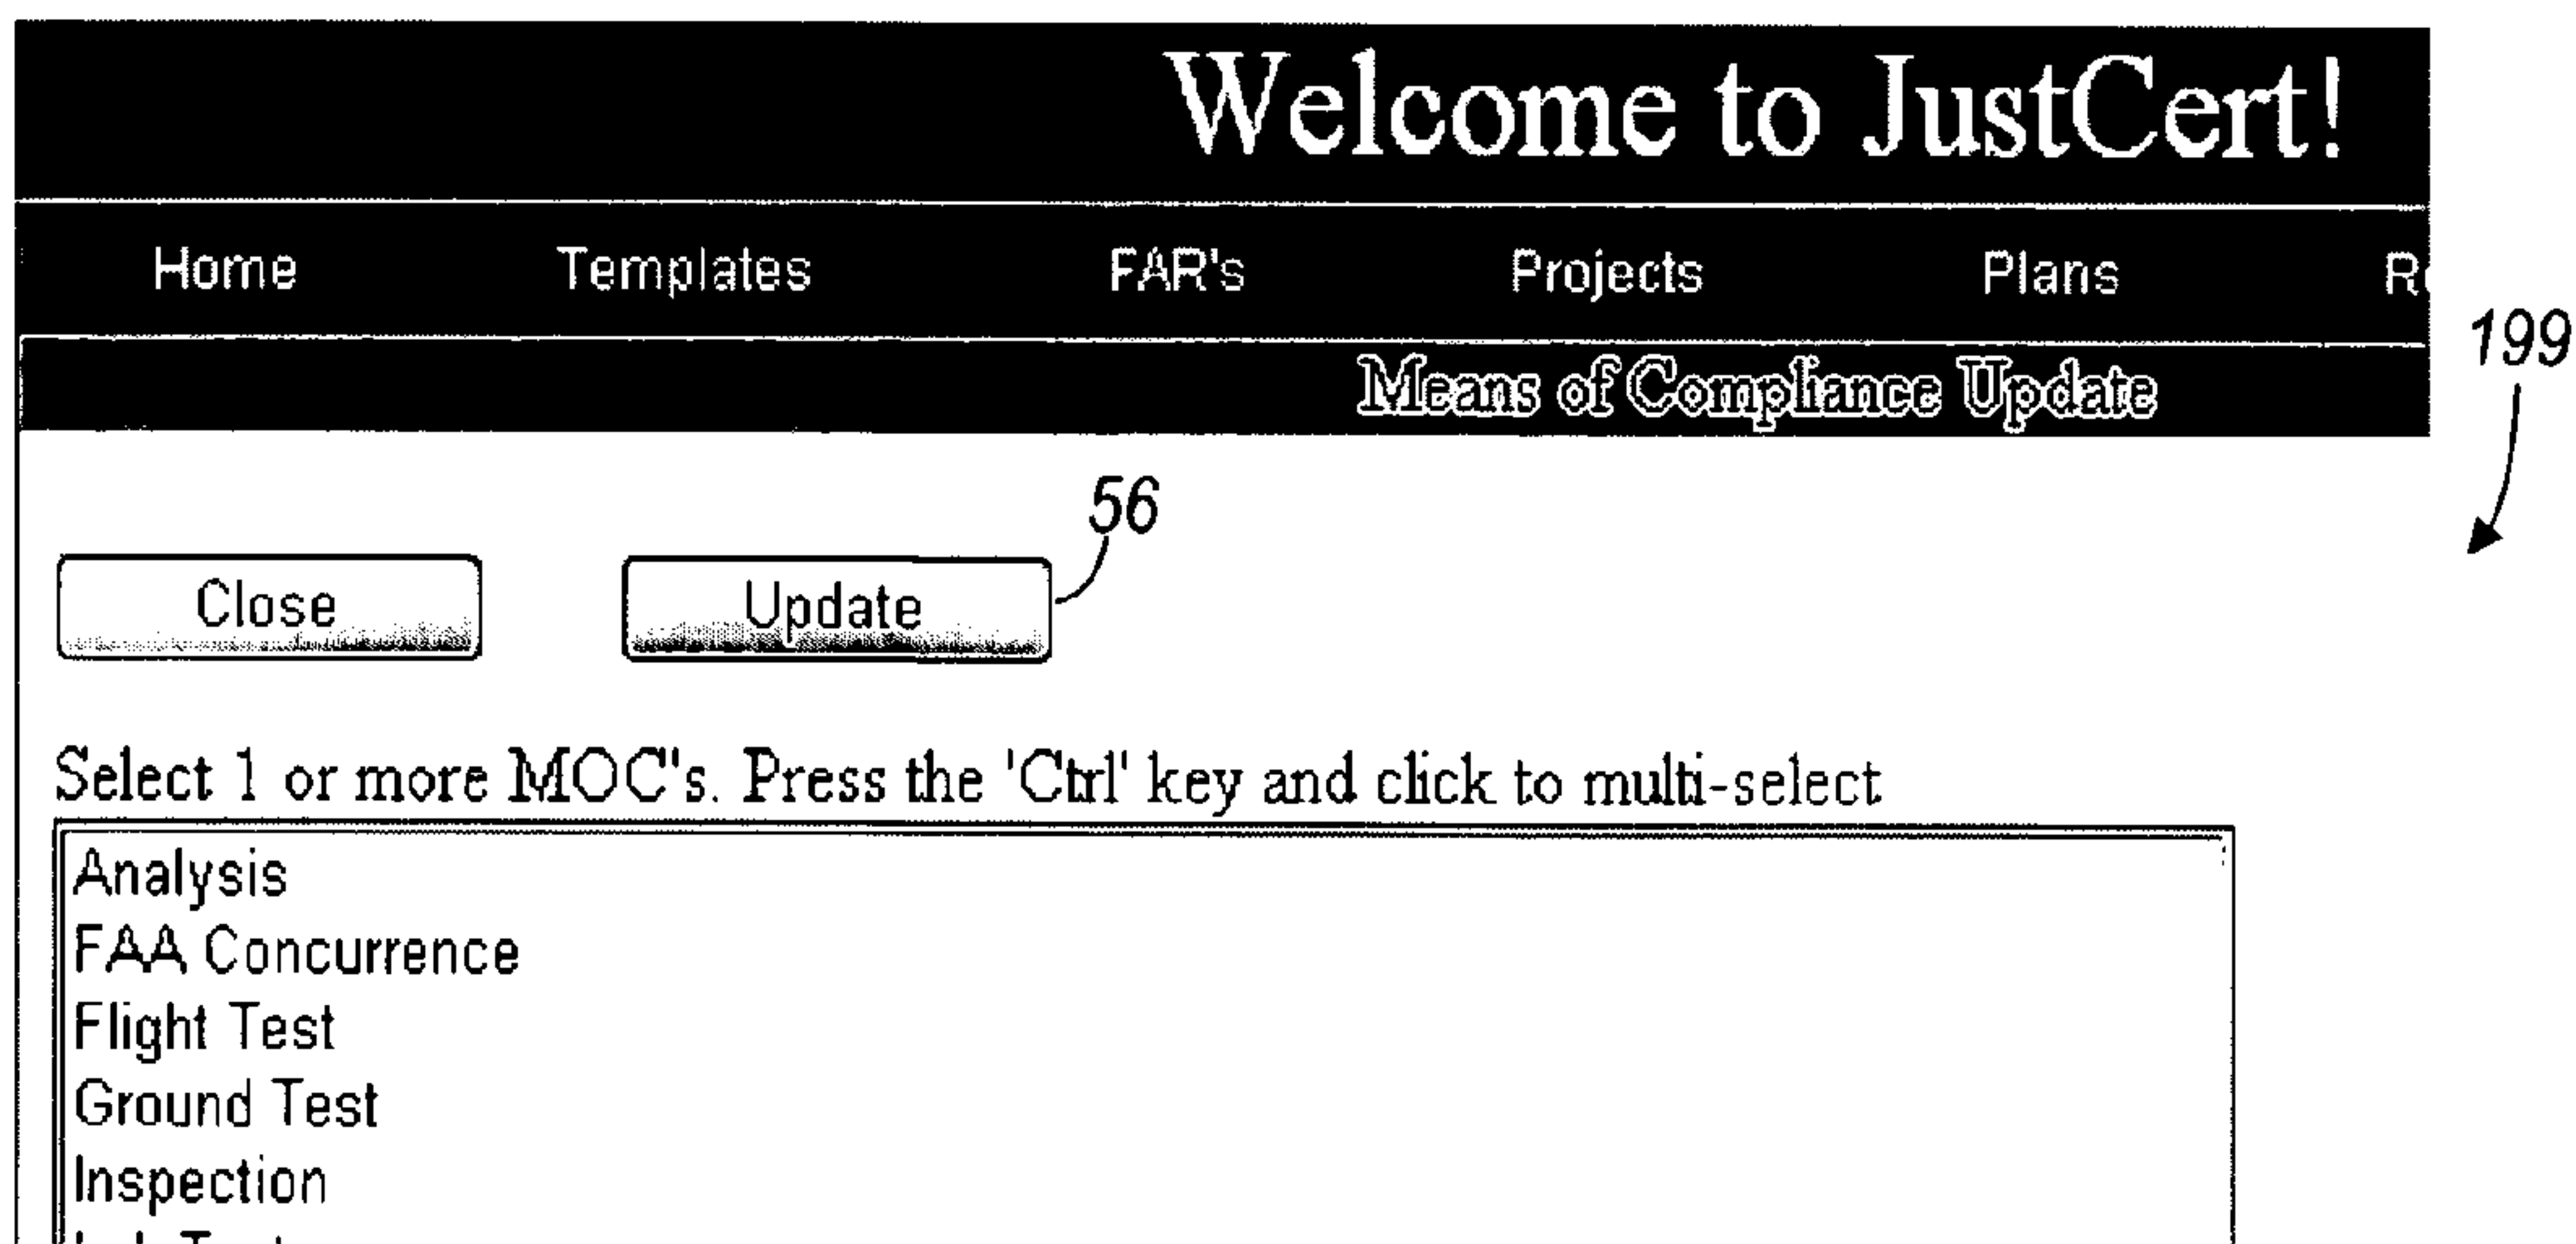 Welcome to JustCert!
Home Templates FAR's Projects Plans
199
Means of Compliance Update
56
Close Update
Select 1 or more MOC's. Press the 'Ctrl' key and click to multi-select
Analysis
FAA Concurrence
Flight Test
Ground Test
Inspection